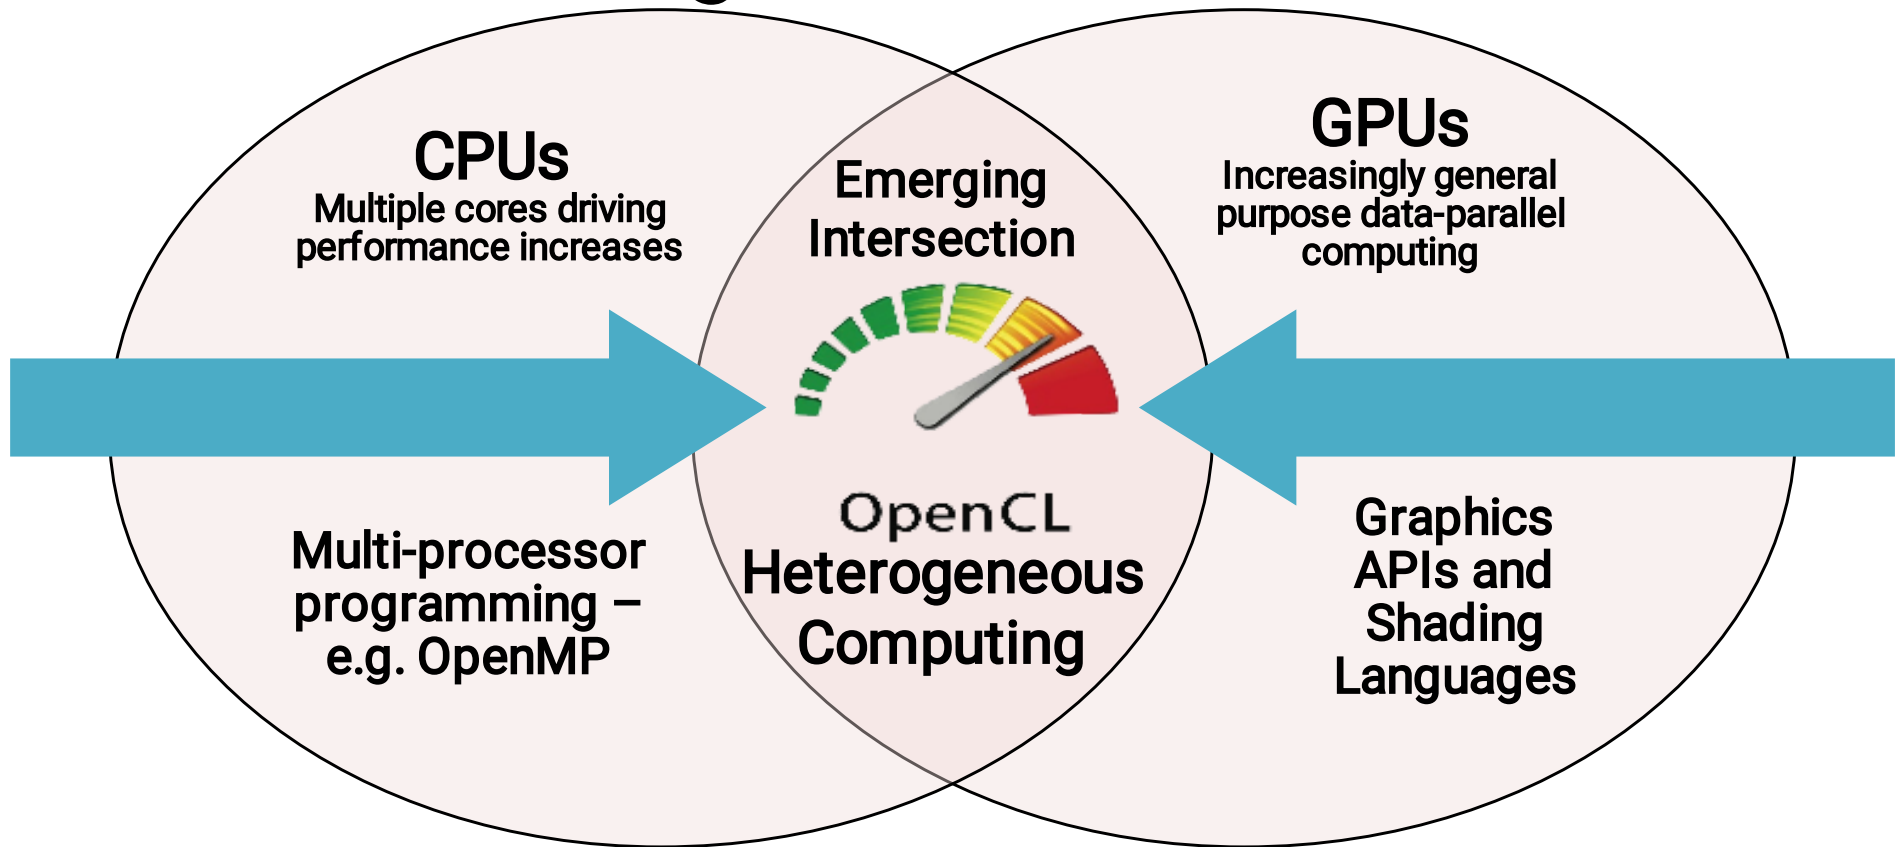 CPUs
Multiple cores driving
performance increases
Multi-processor
programming –
e.g. OpenMP
Emerging
Intersection
OpenCL
Heterogeneous
Computing
GPUs
Increasingly general
purpose data-parallel
computing
Graphics
APIs and
Shading
Languages